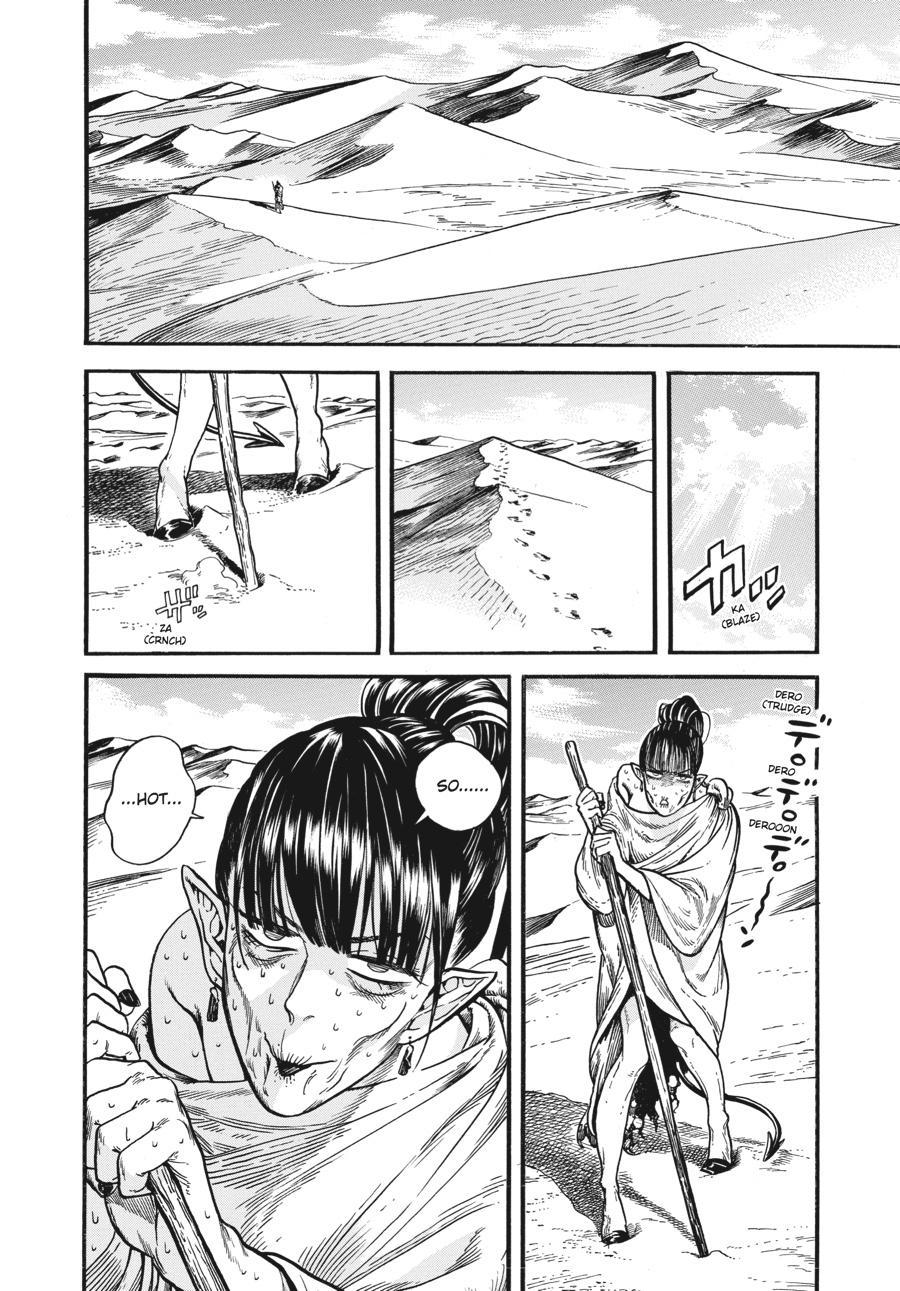 カッ
KA
(BLAZE)
ザッ
ZA
(CRNCH)
DERO
(TRUDGE)
デロ
DERO
デロ
DEROOON
デロ〜ン
SO......
...HOT...